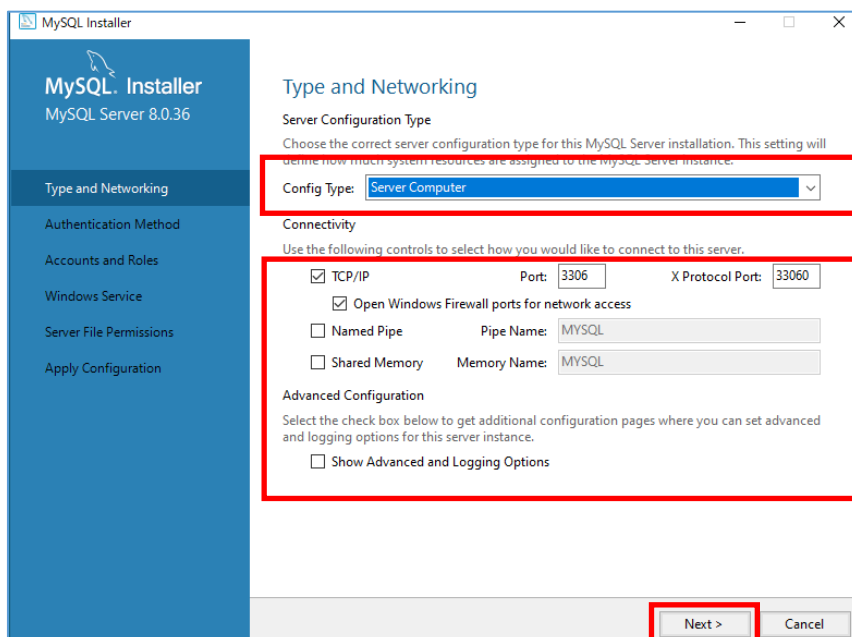 MySQL Installer
MySQL. Installer
MySQL Server 8.0.36
Type and Networking
Authentication Method
Accounts and Roles
Windows Service
Server File Permissions
Apply Configuration
Type and Networking
Server Configuration Type
Choose the correct server configuration type for this MySQL Server installation. This setting will
define how much system resources are assigned to the MySQL Server instance.
Config Type: Server Computer
Connectivity
Use the following controls to select how you would like to connect to this server.
TCP/IP Port: 3306 X Protocol Port: 33060
Open Windows Firewall ports for network access
Named Pipe Pipe Name: MYSQL
Shared Memory Memory Name: MYSQL
Advanced Configuration
Select the check box below to get additional configuration pages where you can set advanced
and logging options for this server instance.
Show Advanced and Logging Options
Next > Cancel